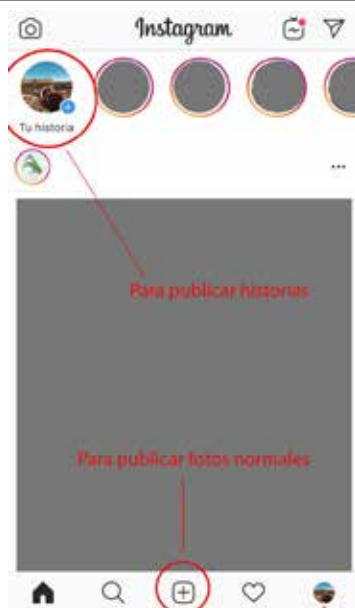 Instagram
Tu historia
Para publicar historias
Para publicar fotos normales